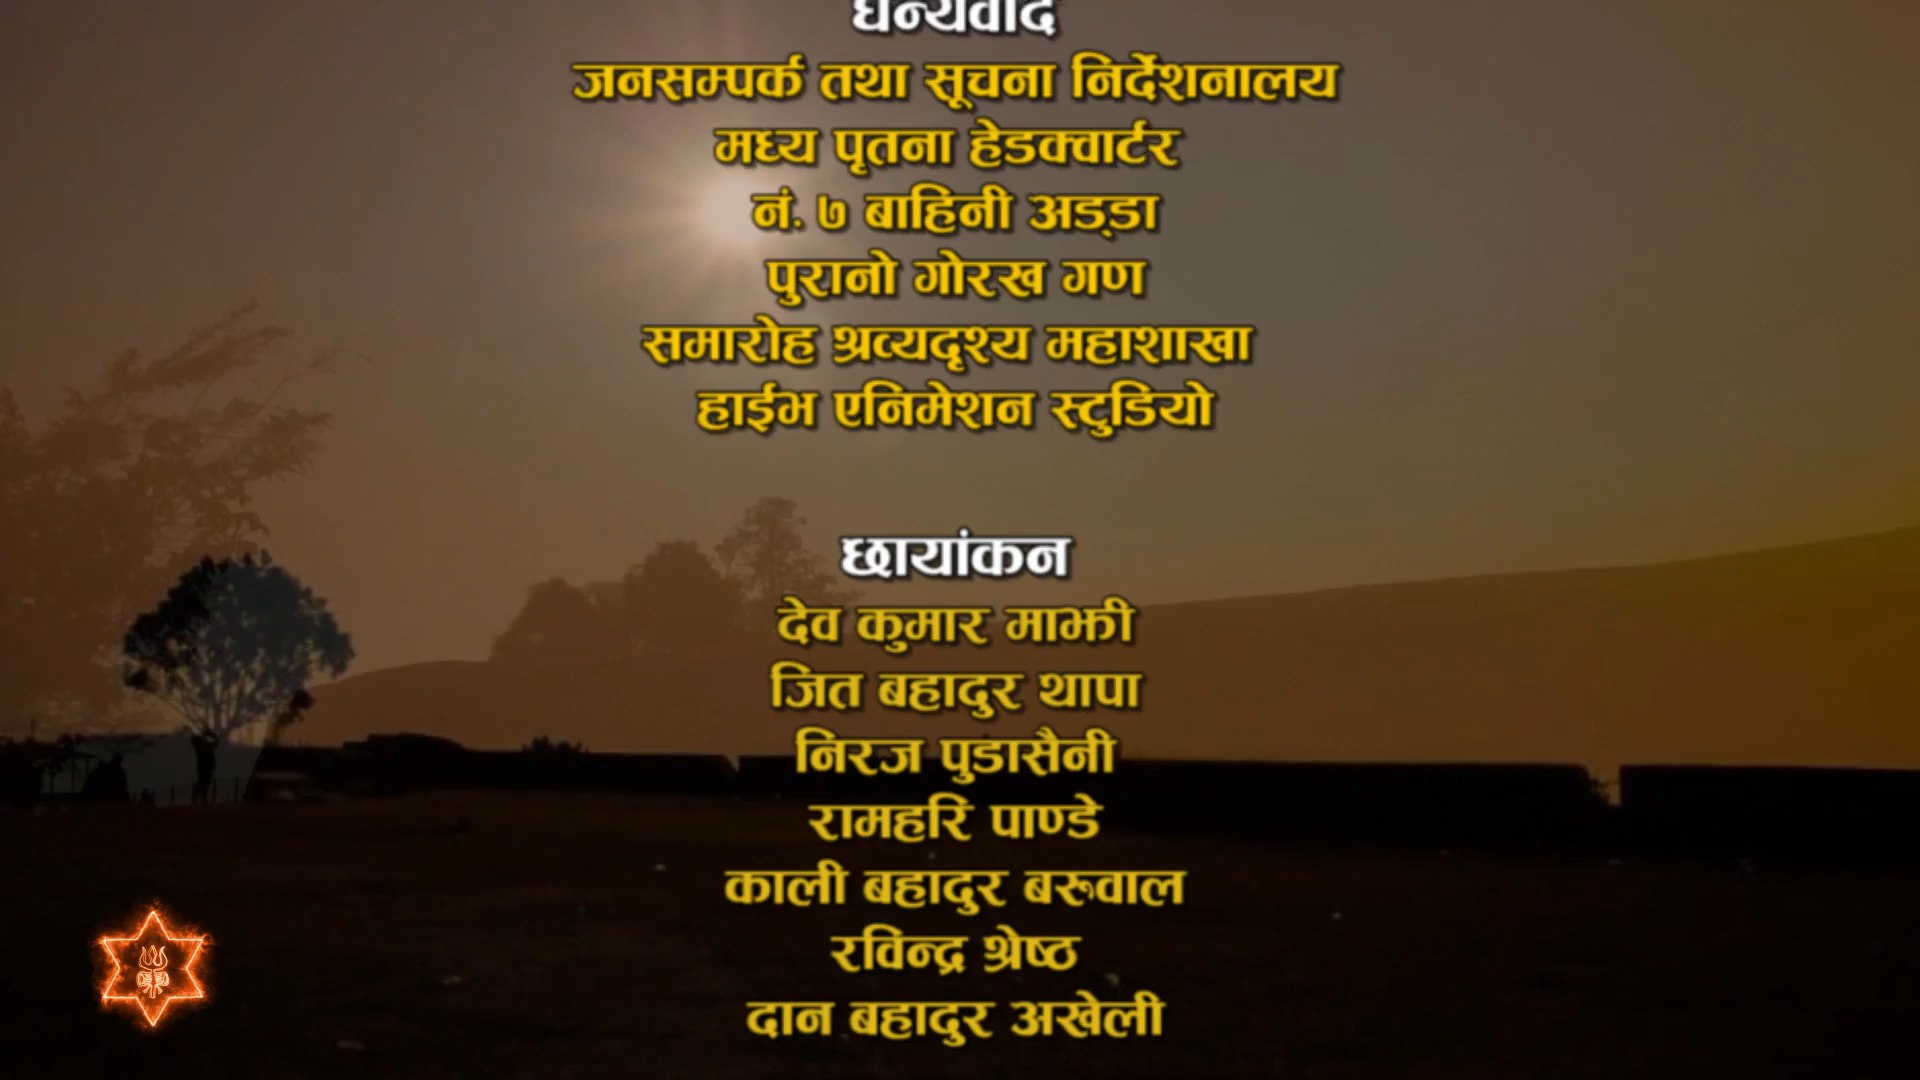 धन्यवाद
जनसम्पर्क तथा सूचना निर्देशनालय
मध्य पृतना हेडक्वार्टर
नं. ७ बाहिनी अड्डा
पुरानो गोरख गण
समारोह श्रव्यदृश्य महाशाखा
हाईभ एनिमेशन स्टुडियो
छायांकन
देव कुमार माझी
जित बहादुर थापा
निरज पुडासैनी
रामहरि पाण्डे
काली बहादुर बरुवाल
रविन्द्र श्रेष्ठ
दान बहादुर अखेली